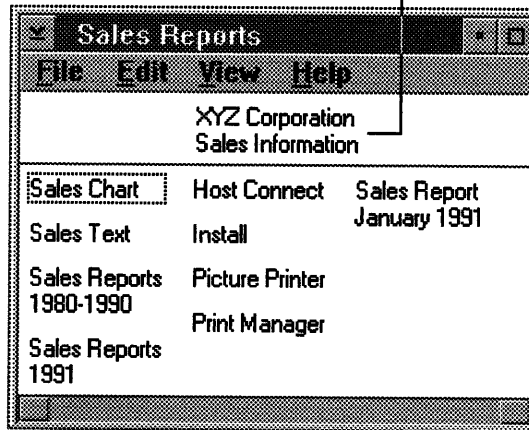 Sales Reports
File Edit View Help
XYZ Corporation
Sales Information
Sales Chart
Sales Text
Sales Reports
1980-1990
Sales Reports
1991
Host Connect
Install
Picture Printer
Print Manager
Sales Report
January 1991